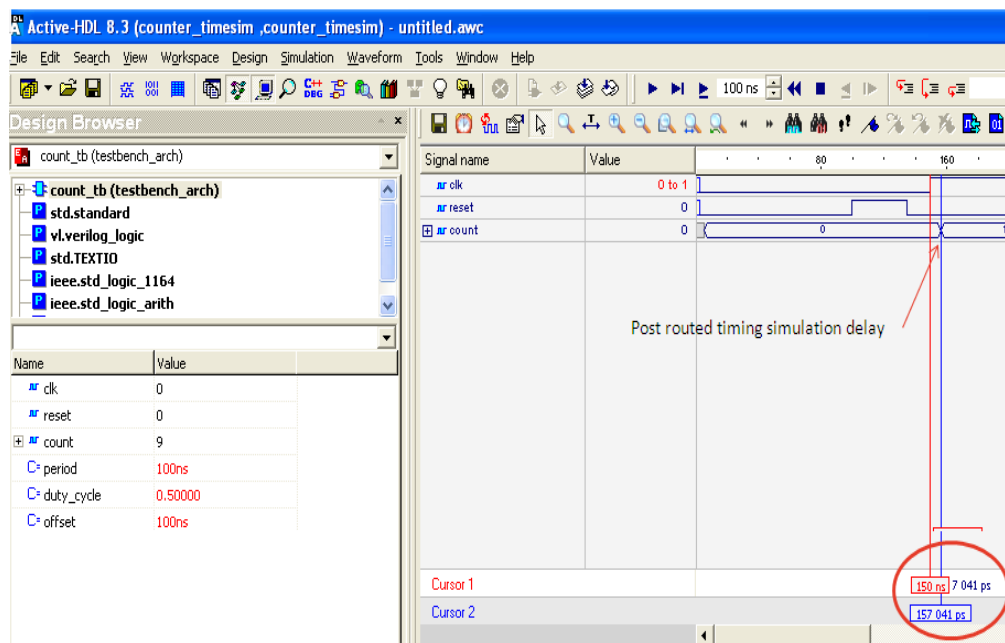 Active-HDL 8.3 (counter_timesim ,counter_timesim) - untitled.awc
File Edit Search View Workspace Design Simulation Waveform Tools Window Help
C++ DBG
100 ns
Design Browser
count_tb (testbench_arch)
count_tb (testbench_arch)
std.standard
vl.verilog_logic
std.TEXTIO
ieee.std_logic_1164
ieee.std_logic_arith
Name Value
clk 0
reset 0
count 9
period 100ns
duty_cycle 0.50000
offset 100ns
Signal name Value 80 160
clk 0 to 1
reset 0
count 0 0
Post routed timing simulation delay
Cursor 1 150 ns 7 041 ps
Cursor 2 157 041 ps